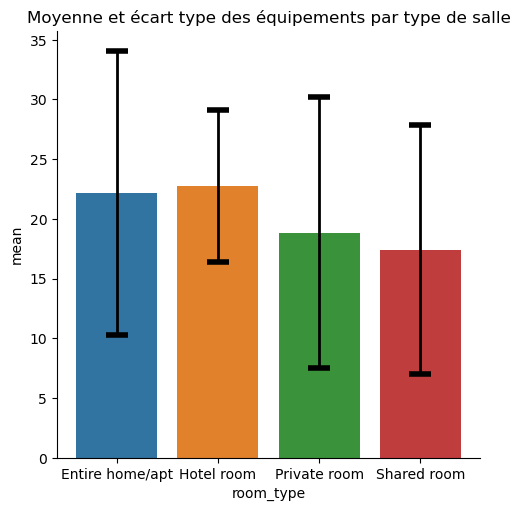 Moyenne et écart type des équipements par type de salle
35
30
25
20
15
10
5
0
mean
Entire home/apt Hotel room Private room Shared room
room_type